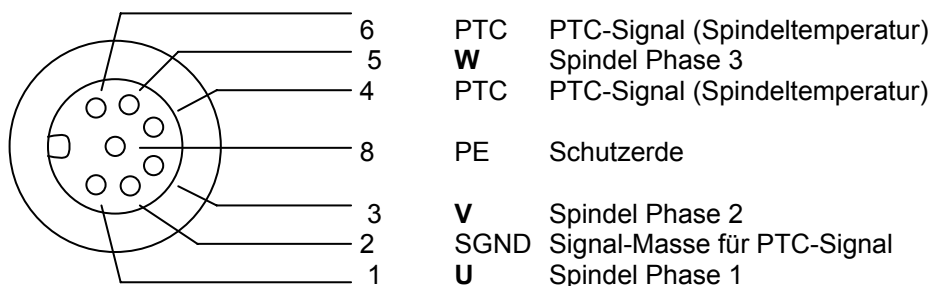 6 PTC PTC-Signal (Spindeltemperatur)
5 W Spindel Phase 3
4 PTC PTC-Signal (Spindeltemperatur)
8 PE Schutzerde
3 V Spindel Phase 2
2 SGND Signal-Masse für PTC-Signal
1 U Spindel Phase 1